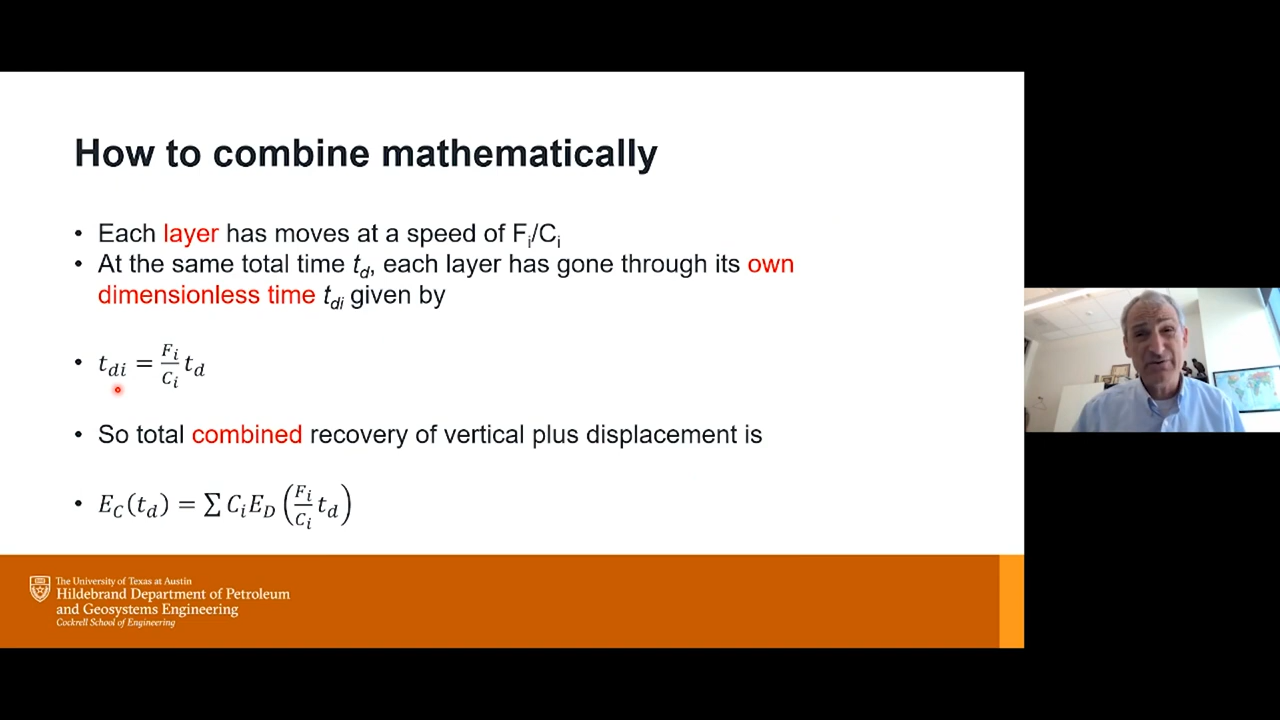 How to combine mathematically
• Each layer has moves at a speed of Fᵢ/Cᵢ
• At the same total time t_d, each layer has gone through its own
dimensionless time t_di given by
• t_di = F_i/C_i t_d
• So total combined recovery of vertical plus displacement is
• E_C(t_d) = ∑ C_i E_D (F_i/C_i t_d)
The University of Texas at Austin
Hildebrand Department of Petroleum
and Geosystems Engineering
Cockrell School of Engineering